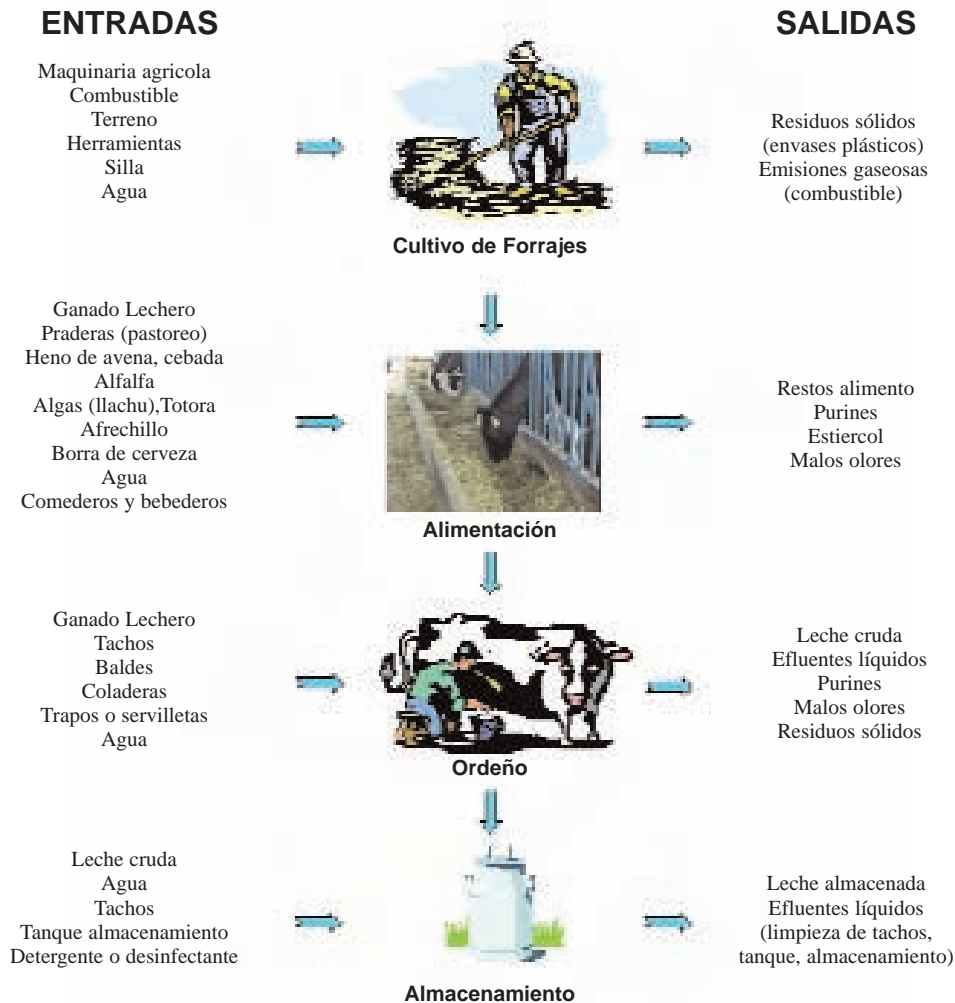 ENTRADAS
SALIDAS
Maquinaria agricola
Combustible
Terreno
Herramientas
Silla
Agua
Residuos sólidos
(envases plásticos)
Emisiones gaseosas
(combustible)
Cultivo de Forrajes
Ganado Lechero
Praderas (pastoreo)
Heno de avena, cebada
Alfalfa
Algas (llachu),Totora
Afrechillo
Borra de cerveza
Agua
Comederos y bebederos
Restos alimento
Purines
Estiercol
Malos olores
Alimentación
Ganado Lechero
Tachos
Baldes
Coladeras
Trapos o servilletas
Agua
Leche cruda
Efluentes líquidos
Purines
Malos olores
Residuos sólidos
Ordeño
Leche cruda
Agua
Tachos
Tanque almacenamiento
Detergente o desinfectante
Leche almacenada
Efluentes líquidos
(limpieza de tachos,
tanque, almacenamiento)
Almacenamiento